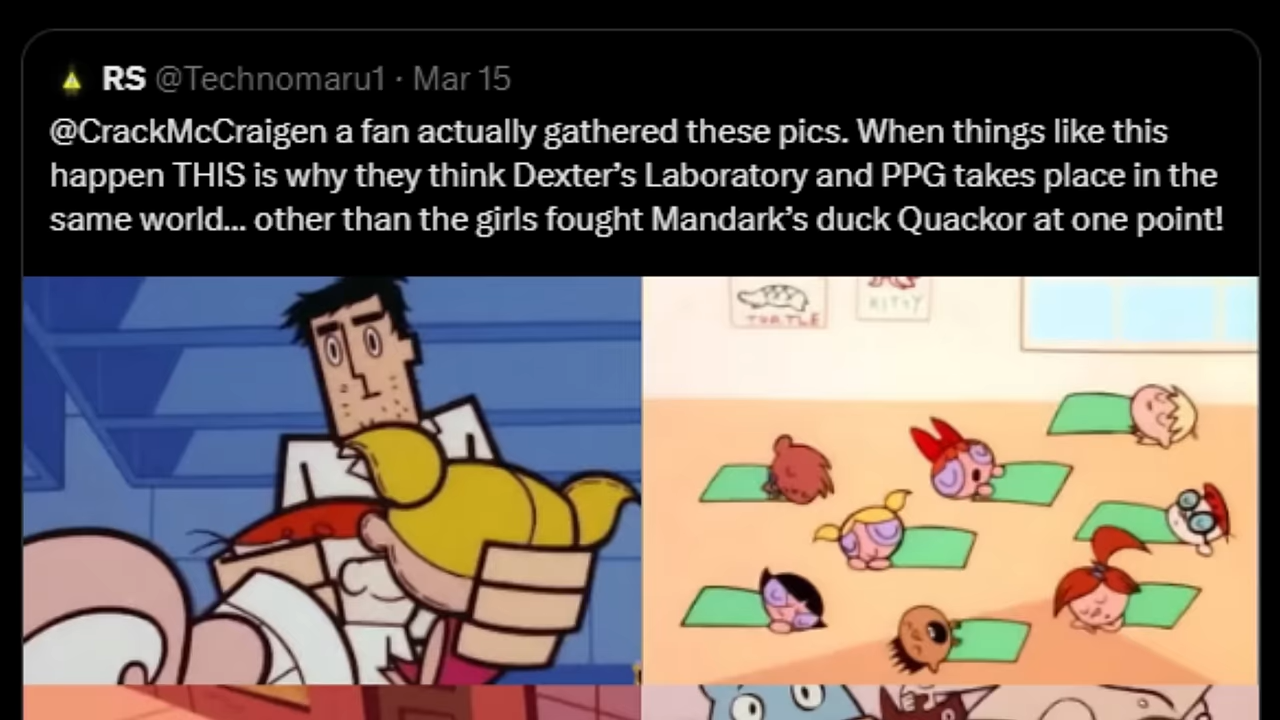 RS @Technomaru1 · Mar 15
@CrackMcCraigen a fan actually gathered these pics. When things like this
happen THIS is why they think Dexter’s Laboratory and PPG takes place in the
same world... other than the girls fought Mandark’s duck Quackor at one point!
TURTLE
KITTY